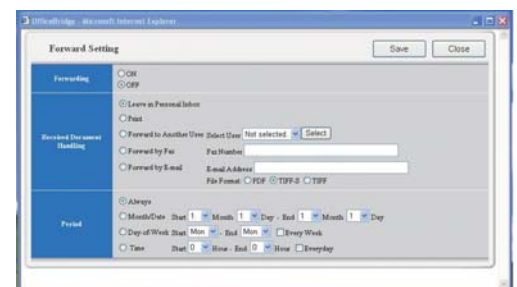 OfficeBridge - Microsoft Internet Explorer
Forward Setting
Save Close
Forwarding
ON
OFF
Received Document Handling
Leave in Personal Inbox
Print
Forward to Another User Select User Not selected. Select
Forward by Fax Fax Number
Forward by E-mail E-mail Address
File Format PDF TIFF-S TIFF
Period
Always
Month/Date Start 1 Month 1 Day - End 1 Month 1 Day
Day of Week Start Mon - End Mon Every Week
Time Start 0 Hour - End 0 Hour Everyday